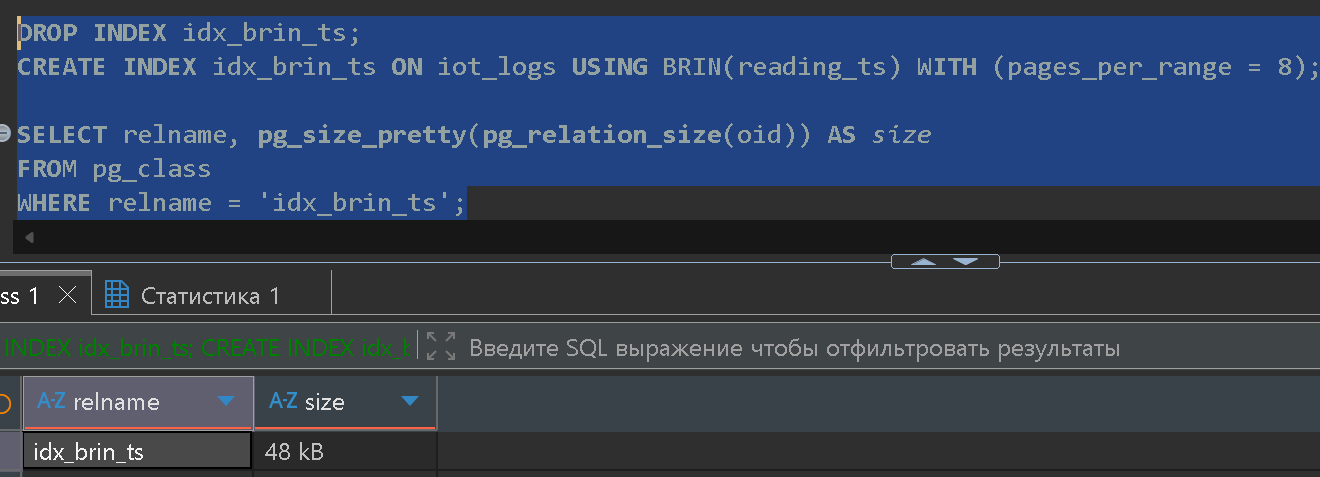 DROP INDEX idx_brin_ts;
CREATE INDEX idx_brin_ts ON iot_logs USING BRIN(reading_ts) WITH (pages_per_range = 8);
SELECT relname, pg_size_pretty(pg_relation_size(oid)) AS size
FROM pg_class
WHERE relname = 'idx_brin_ts';
ss 1 Статистика 1
INDEX idx_brin_ts; CREATE INDEX idx_ Введите SQL выражение чтобы отфильтровать результаты
A-Z relname A-Z size
idx_brin_ts 48 kB